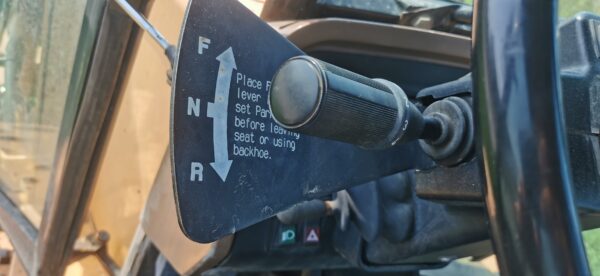 F
N
R
Place F
lever
set Par
before leaving
seat or using
backhoe.